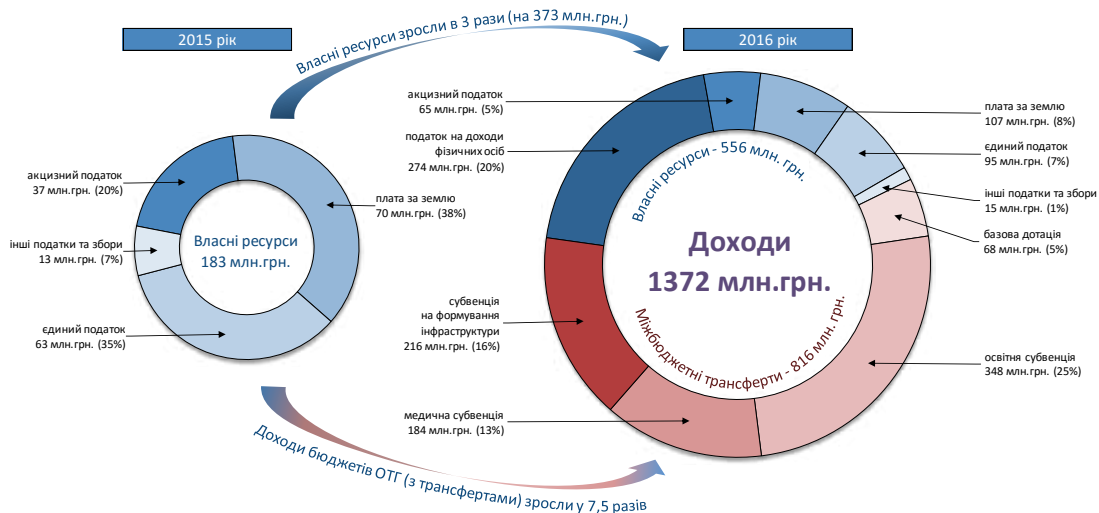 2015 рік
Власні ресурси зросли в 3 рази (на 373 млн.грн.)
2016 рік
акцизний податок
37 млн.грн. (20%)
інші податки та збори
13 млн.грн. (7%)
єдиний податок
63 млн.грн. (35%)
плата за землю
70 млн.грн. (38%)
Власні ресурси
183 млн.грн.
акцизний податок
65 млн.грн. (5%)
податок на доходи
фізичних осіб
274 млн.грн. (20%)
субвенція
на формування
інфраструктури
216 млн.грн. (16%)
медична субвенція
184 млн.грн. (13%)
Власні ресурси - 556 млн. грн.
Доходи
1372 млн.грн.
Міжбюджетні трансферти - 816 млн. грн.
плата за землю
107 млн.грн. (8%)
єдиний податок
95 млн.грн. (7%)
інші податки та збори
15 млн.грн. (1%)
базова дотація
68 млн.грн. (5%)
освітня субвенція
348 млн.грн. (25%)
Доходи бюджетів ОТГ (з трансфертами) зросли у 7,5 разів